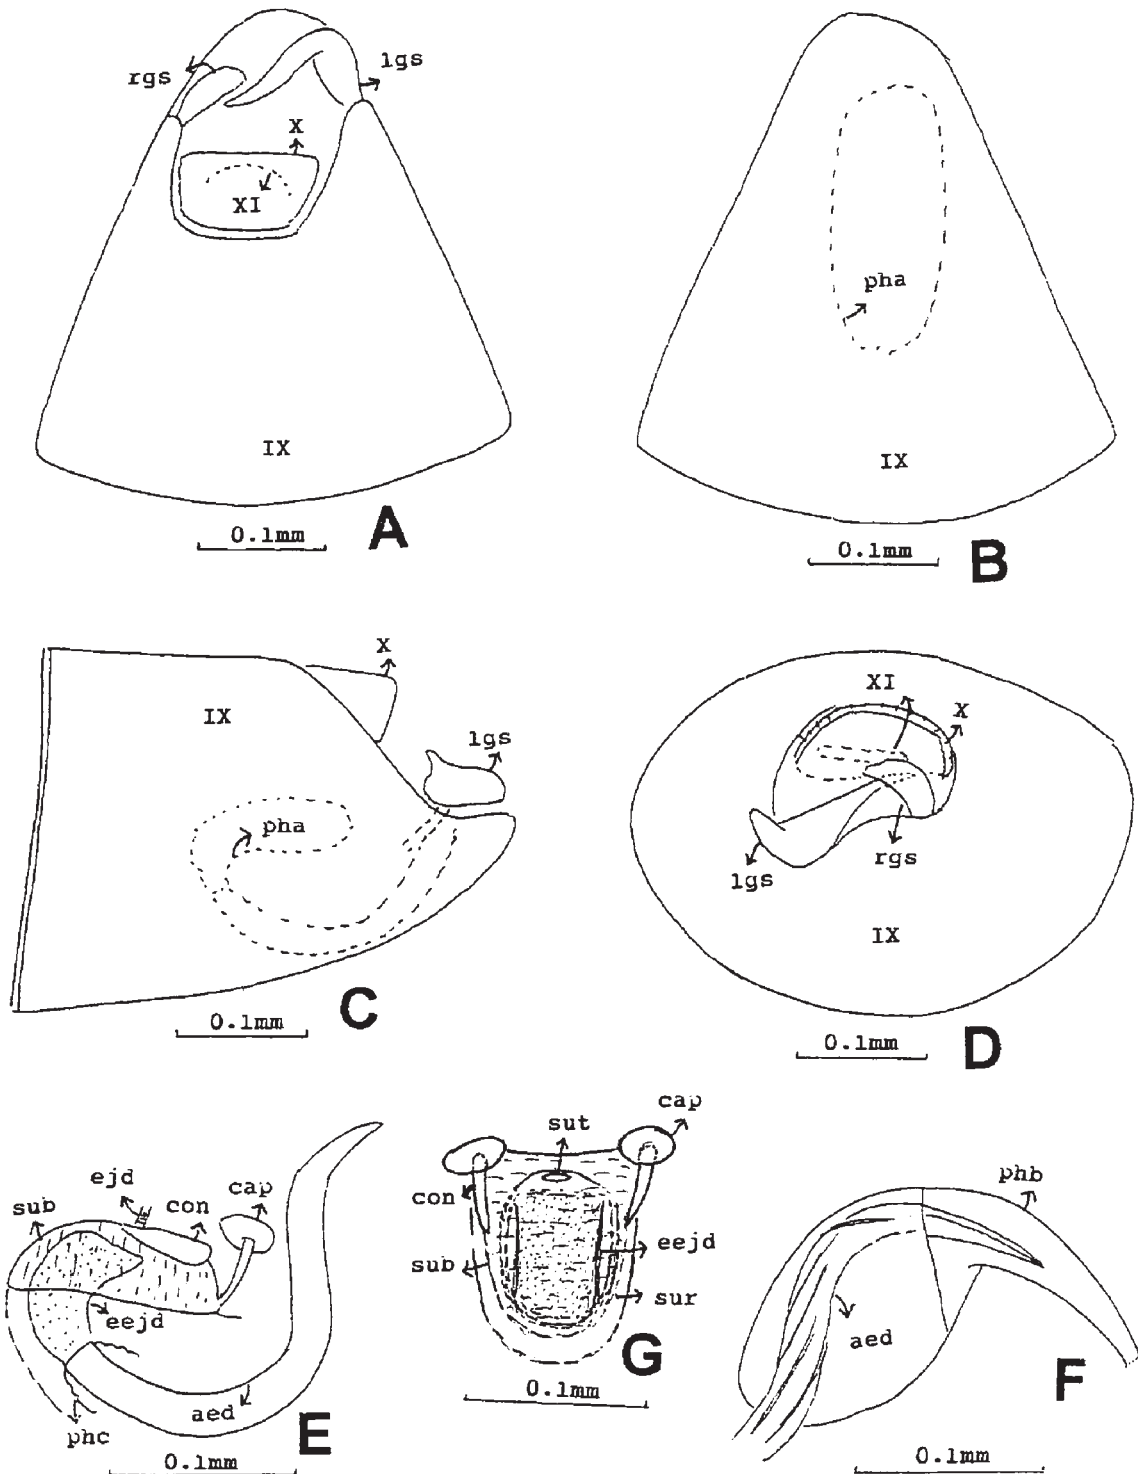 rgs
lgs
X
XI
IX
0.1mm
A
pha
IX
0.1mm
B
X
IX
lgs
pha
0.1mm
C
XI
X
rgs
lgs
IX
0.1mm
D
ejd
sub
con
cap
eejd
aed
phc
0.1mm
E
sut
cap
con
sub
eejd
sur
G
0.1mm
phb
aed
F
0.1mm